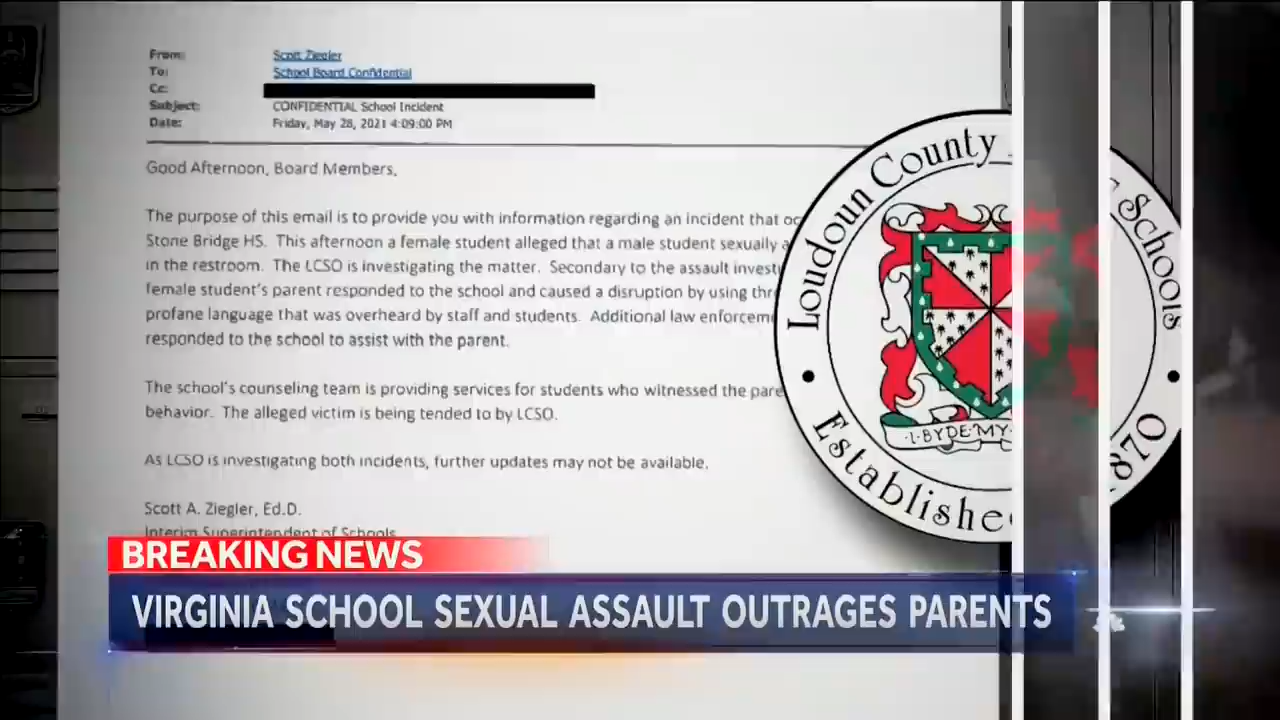 From: Scott Ziegler
To: School Board Confidential
Cc:
Subject: CONFIDENTIAL School Incident
Date: Friday, May 28, 2021 4:09:00 PM
Good Afternoon, Board Members,
The purpose of this email is to provide you with information regarding an incident that oc
Stone Bridge HS. This afternoon a female student alleged that a male student sexually a
in the restroom. The LCSO is investigating the matter. Secondary to the assault investi
female student's parent responded to the school and caused a disruption by using thr
profane language that was overheard by staff and students. Additional law enforcem
responded to the school to assist with the parent.
The school's counseling team is providing services for students who witnessed the pare
behavior. The alleged victim is being tended to by LCSO.
As LCSO is investigating both incidents, further updates may not be available.
Scott A. Ziegler, Ed.D.
Interim Superintendent of Schools
Loudoun County
Schools
·I·BYDE·MY·
Establishe
1870
BREAKING NEWS
VIRGINIA SCHOOL SEXUAL ASSAULT OUTRAGES PARENTS